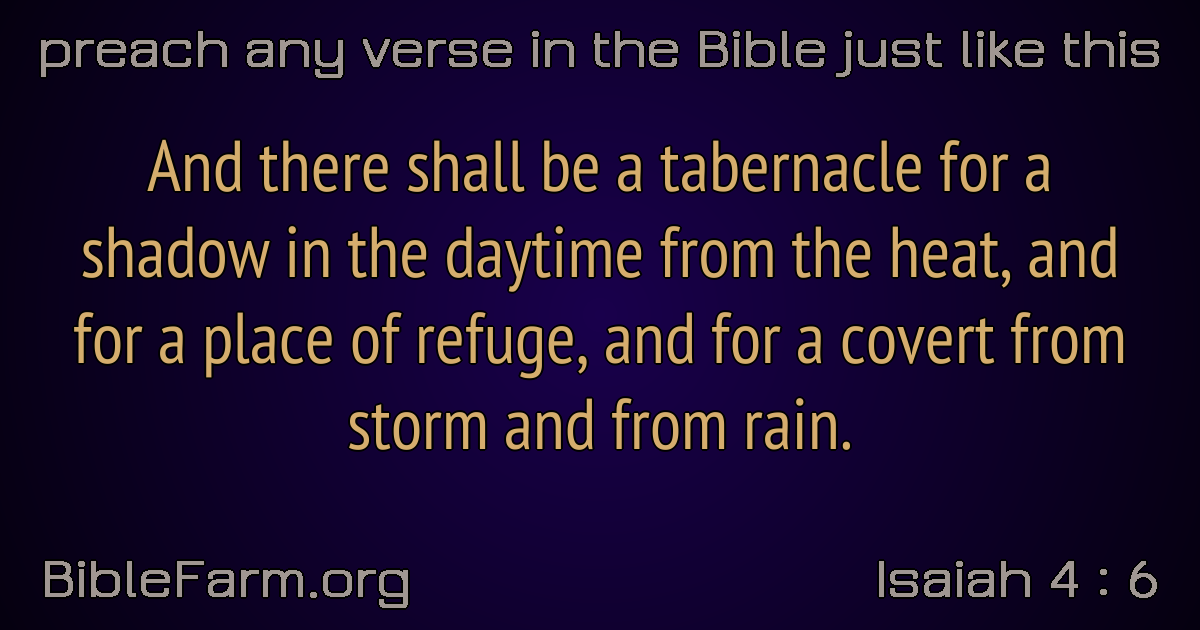 preach any verse in the Bible just like this
And there shall be a tabernacle for a
shadow in the daytime from the heat, and
for a place of refuge, and for a covert from
storm and from rain.
BibleFarm.org
Isaiah 4 : 6